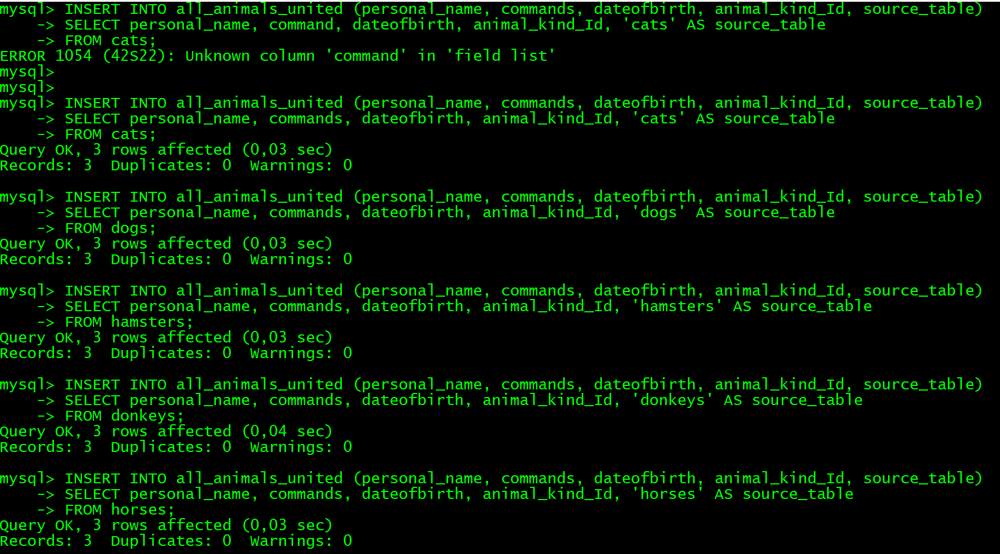 mysql> INSERT INTO all_animals_united (personal_name, commands, dateofbirth, animal_kind_Id, source_table)
    -> SELECT personal_name, command, dateofbirth, animal_kind_Id, 'cats' AS source_table
    -> FROM cats;
ERROR 1054 (42S22): Unknown column 'command' in 'field list'
mysql>
mysql>
mysql> INSERT INTO all_animals_united (personal_name, commands, dateofbirth, animal_kind_Id, source_table)
    -> SELECT personal_name, commands, dateofbirth, animal_kind_Id, 'cats' AS source_table
    -> FROM cats;
Query OK, 3 rows affected (0,03 sec)
Records: 3  Duplicates: 0  Warnings: 0

mysql> INSERT INTO all_animals_united (personal_name, commands, dateofbirth, animal_kind_Id, source_table)
    -> SELECT personal_name, commands, dateofbirth, animal_kind_Id, 'dogs' AS source_table
    -> FROM dogs;
Query OK, 3 rows affected (0,03 sec)
Records: 3  Duplicates: 0  Warnings: 0

mysql> INSERT INTO all_animals_united (personal_name, commands, dateofbirth, animal_kind_Id, source_table)
    -> SELECT personal_name, commands, dateofbirth, animal_kind_Id, 'hamsters' AS source_table
    -> FROM hamsters;
Query OK, 3 rows affected (0,03 sec)
Records: 3  Duplicates: 0  Warnings: 0

mysql> INSERT INTO all_animals_united (personal_name, commands, dateofbirth, animal_kind_Id, source_table)
    -> SELECT personal_name, commands, dateofbirth, animal_kind_Id, 'donkeys' AS source_table
    -> FROM donkeys;
Query OK, 3 rows affected (0,04 sec)
Records: 3  Duplicates: 0  Warnings: 0

mysql> INSERT INTO all_animals_united (personal_name, commands, dateofbirth, animal_kind_Id, source_table)
    -> SELECT personal_name, commands, dateofbirth, animal_kind_Id, 'horses' AS source_table
    -> FROM horses;
Query OK, 3 rows affected (0,03 sec)
Records: 3  Duplicates: 0  Warnings: 0